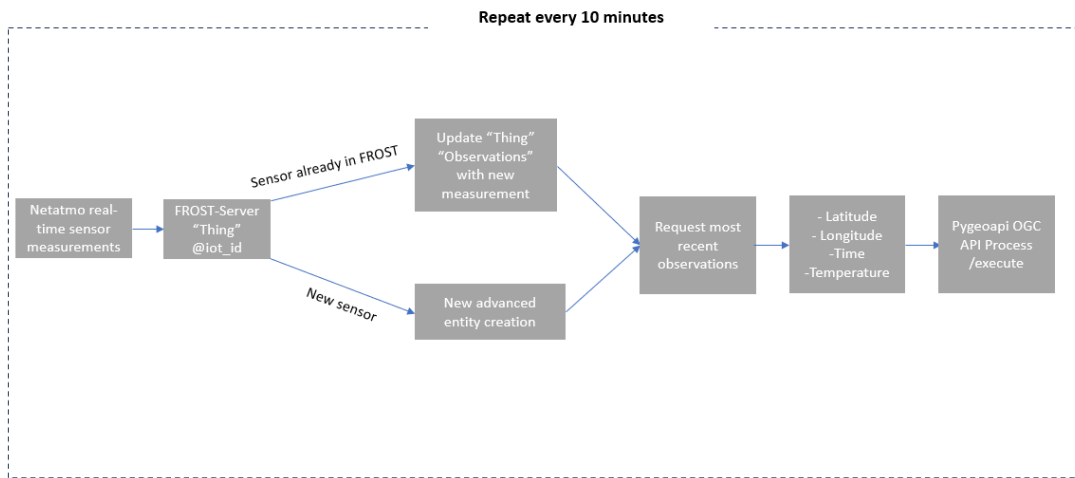 Repeat every 10 minutes
Netatmo real-
time sensor
measurements
FROST-Server
“Thing”
@iot_id
Sensor already in FROST
New sensor
Update “Thing”
“Observations”
with new
measurement
New advanced
entity creation
Request most
recent
observations
- Latitude
- Longitude
-Time
-Temperature
Pygeoapi OGC
API Process
/execute